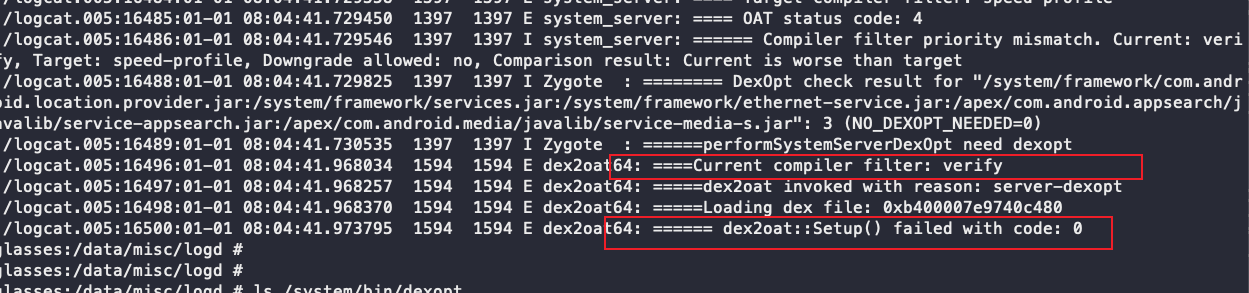 /logcat.005:16484:01-01 08:04:41.729338  1397  1397 E system_server: ==== Target compiler filter: speed-profile
/logcat.005:16485:01-01 08:04:41.729450  1397  1397 E system_server: ==== OAT status code: 4
/logcat.005:16486:01-01 08:04:41.729546  1397  1397 I system_server: ====== Compiler filter priority mismatch. Current: veri
fy, Target: speed-profile, Downgrade allowed: no, Comparison result: Current is worse than target
/logcat.005:16488:01-01 08:04:41.729825  1397  1397 I Zygote  : ======== DexOpt check result for "/system/framework/com.andr
oid.location.provider.jar:/system/framework/services.jar:/system/framework/ethernet-service.jar:/apex/com.android.appsearch/j
avalib/service-appsearch.jar:/apex/com.android.media/javalib/service-media-s.jar": 3 (NO_DEXOPT_NEEDED=0)
/logcat.005:16489:01-01 08:04:41.730535  1397  1397 I Zygote  : ======performSystemServerDexOpt need dexopt
/logcat.005:16496:01-01 08:04:41.968034  1594  1594 E dex2oat64: ====Current compiler filter: verify
/logcat.005:16497:01-01 08:04:41.968257  1594  1594 E dex2oat64: =====dex2oat invoked with reason: server-dexopt
/logcat.005:16498:01-01 08:04:41.968370  1594  1594 E dex2oat64: =====Loading dex file: 0xb400007e9740c480
/logcat.005:16500:01-01 08:04:41.973795  1594  1594 E dex2oat64: ====== dex2oat::Setup() failed with code: 0
glasses:/data/misc/logd #
glasses:/data/misc/logd #
glasses:/data/misc/logd # ls /system/bin/dexopt